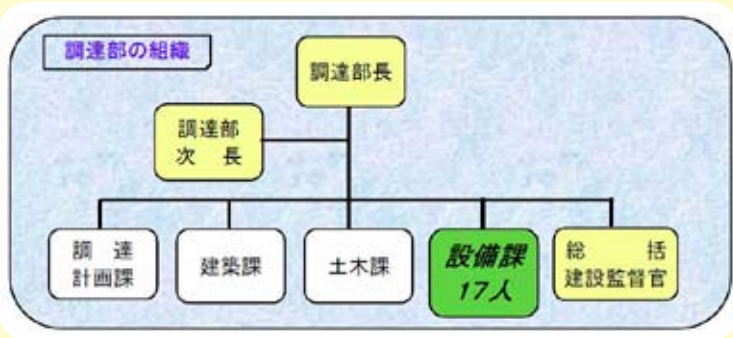 調達部の組織
調達部長
調達部
次　長
調　達
計画課
建築課
土木課
設備課
17人
総　括
建設監督官